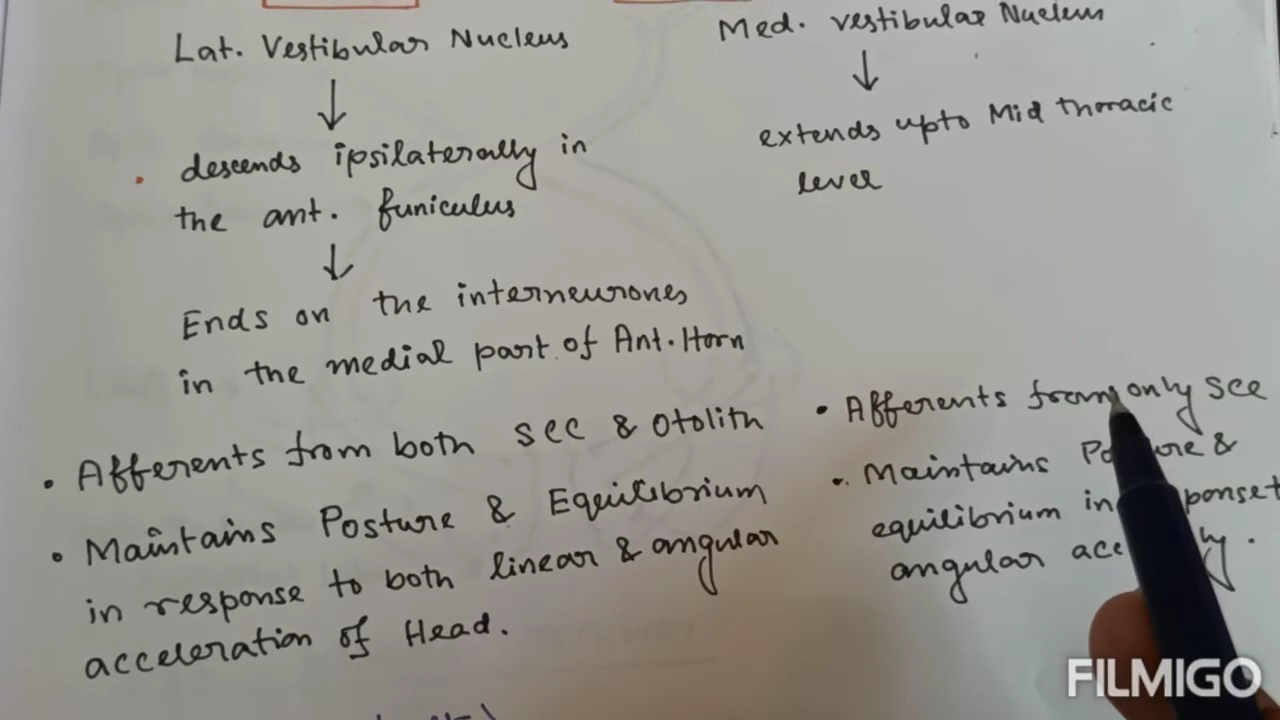 Lat. Vestibular Nucleus
descends ipsilaterally in
the ant. funiculus
Ends on the interneurones
in the medial part of Ant. Horn
• Afferents from both SCC & Otolith
• Maintains Posture & Equilibrium
in response to both linear & angular
acceleration of Head.
Med. vestibular Nucleus
extends upto Mid thoracic
level
• Afferents from only SCC
• Maintains &
equilibrium in
angular
FILMIGO